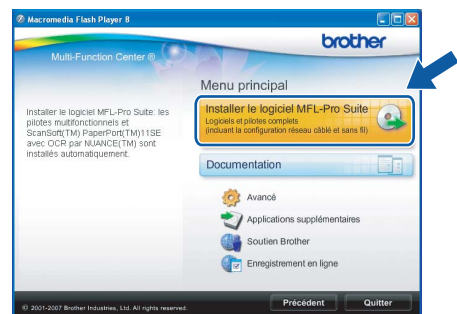 Macromedia Flash Player 8
brother
Multi-Function Center ®
Menu principal
Installer le logiciel MFL-Pro Suite: les
pilotes multifonctionnels et
ScanSoft(TM) PaperPort(TM)11SE
avec OCR par NUANCE(TM) sont
installés automatiquement.
Installer le logiciel MFL-Pro Suite
Logiciels et pilotes complets
(incluant la configuration réseau câblé et sans fil)
Documentation
Avancé
Applications supplémentaires
Soutien Brother
Enregistrement en ligne
© 2001-2007 Brother Industries, Ltd. All rights reserved.
Précédent
Quitter